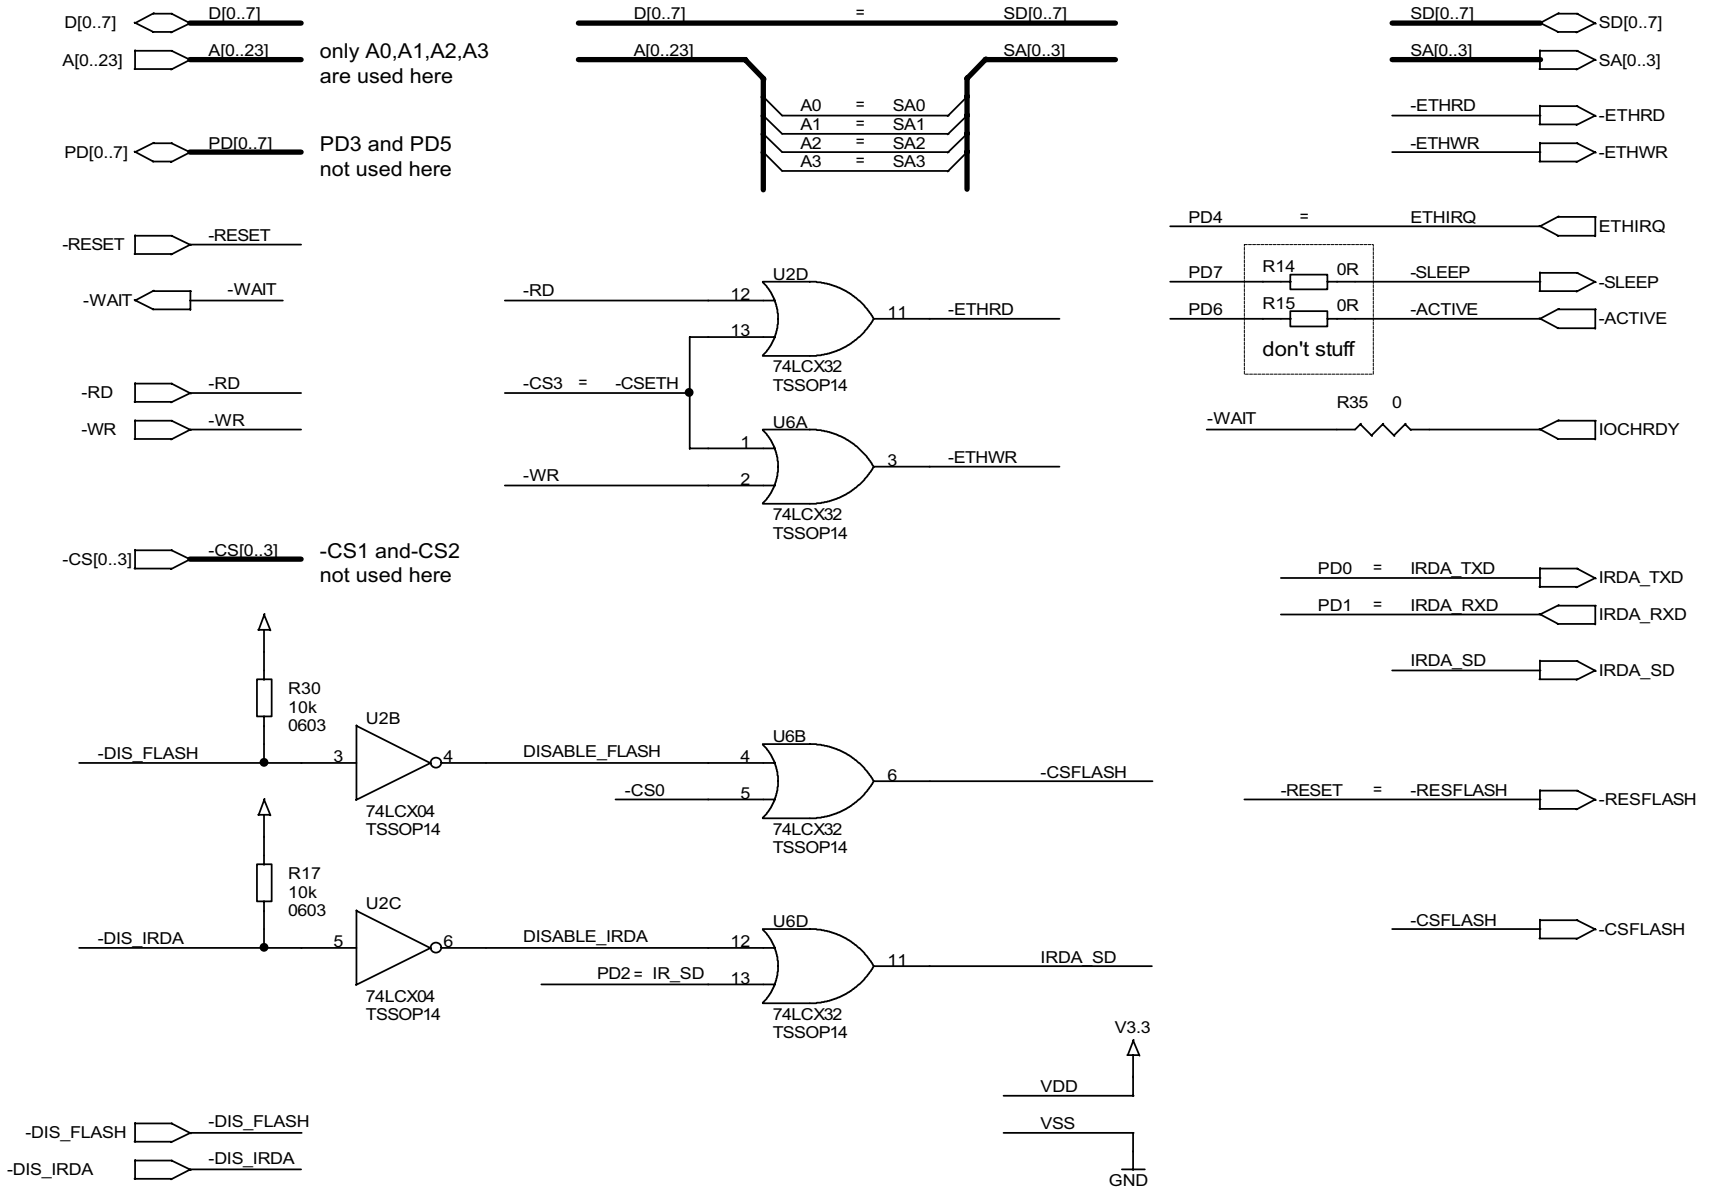 D[0..7] D[0..7] D[0..7] = SD[0..7] SD[0..7] SD[0..7]
A[0..23] A[0..23] only A0,A1,A2,A3 A[0..23] SA[0..3] SA[0..3] SA[0..3]
are used here
A0 = SA0 -ETHRD -ETHRD
A1 = SA1
PD[0..7] PD[0..7] PD3 and PD5 A2 = SA2 -ETHWR -ETHWR
not used here A3 = SA3
PD4 = ETHIRQ ETHIRQ
-RESET -RESET
U2D PD7 R14 0R -SLEEP -SLEEP
-WAIT -WAIT -RD 12
11 -ETHRD PD6 R15 0R -ACTIVE -ACTIVE
13
don't stuff
74LCX32
TSSOP14
-RD -RD -CS3 = -CSETH
R35 0
-WR -WR U6A -WAIT IOCHRDY
1
3 -ETHWR
-WR 2
74LCX32
TSSOP14
-CS[0..3] -CS[0..3] -CS1 and-CS2
not used here
PD0 = IRDA_TXD IRDA_TXD
PD1 = IRDA_RXD IRDA_RXD
IRDA_SD IRDA_SD
R30
10k
0603
U2B
U6B
-DIS_FLASH 3 4 DISABLE_FLASH 4
6 -CSFLASH
-CS0 5 -RESET = -RESFLASH -RESFLASH
74LCX04
TSSOP14
74LCX32
TSSOP14
R17
10k
0603
U2C
U6D -CSFLASH -CSFLASH
-DIS_IRDA 5 6 DISABLE_IRDA 12
11 IRDA_SD
PD2 = IR_SD 13
74LCX04
TSSOP14
74LCX32
TSSOP14
V3.3
VDD
-DIS_FLASH -DIS_FLASH VSS
-DIS_IRDA -DIS_IRDA
GND